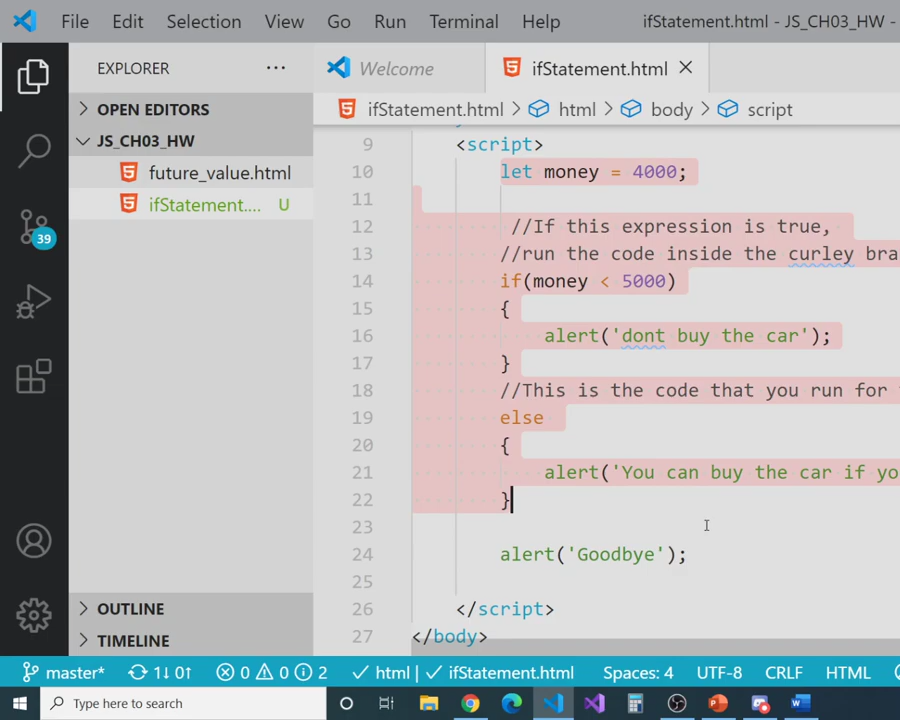 File Edit Selection View Go Run Terminal Help ifStatement.html - JS_CH03_HW -
EXPLORER ...
Welcome
ifStatement.html
OPEN EDITORS
ifStatement.html > html > body > script
JS_CH03_HW
future_value.html
ifStatement.... U
39
9 <script>
10 let money = 4000;
11
12 //If this expression is true,
13 //run the code inside the curley bra
14 if(money < 5000)
15 {
16 alert('dont buy the car');
17 }
18 //This is the code that you run for
19 else
20 {
21 alert('You can buy the car if yo
22 }
23
24 alert('Goodbye');
25
26 </script>
27 </body>
OUTLINE
TIMELINE
master* 1↓ 0↑ 0 0 2 html | ifStatement.html Spaces: 4 UTF-8 CRLF HTML
Type here to search